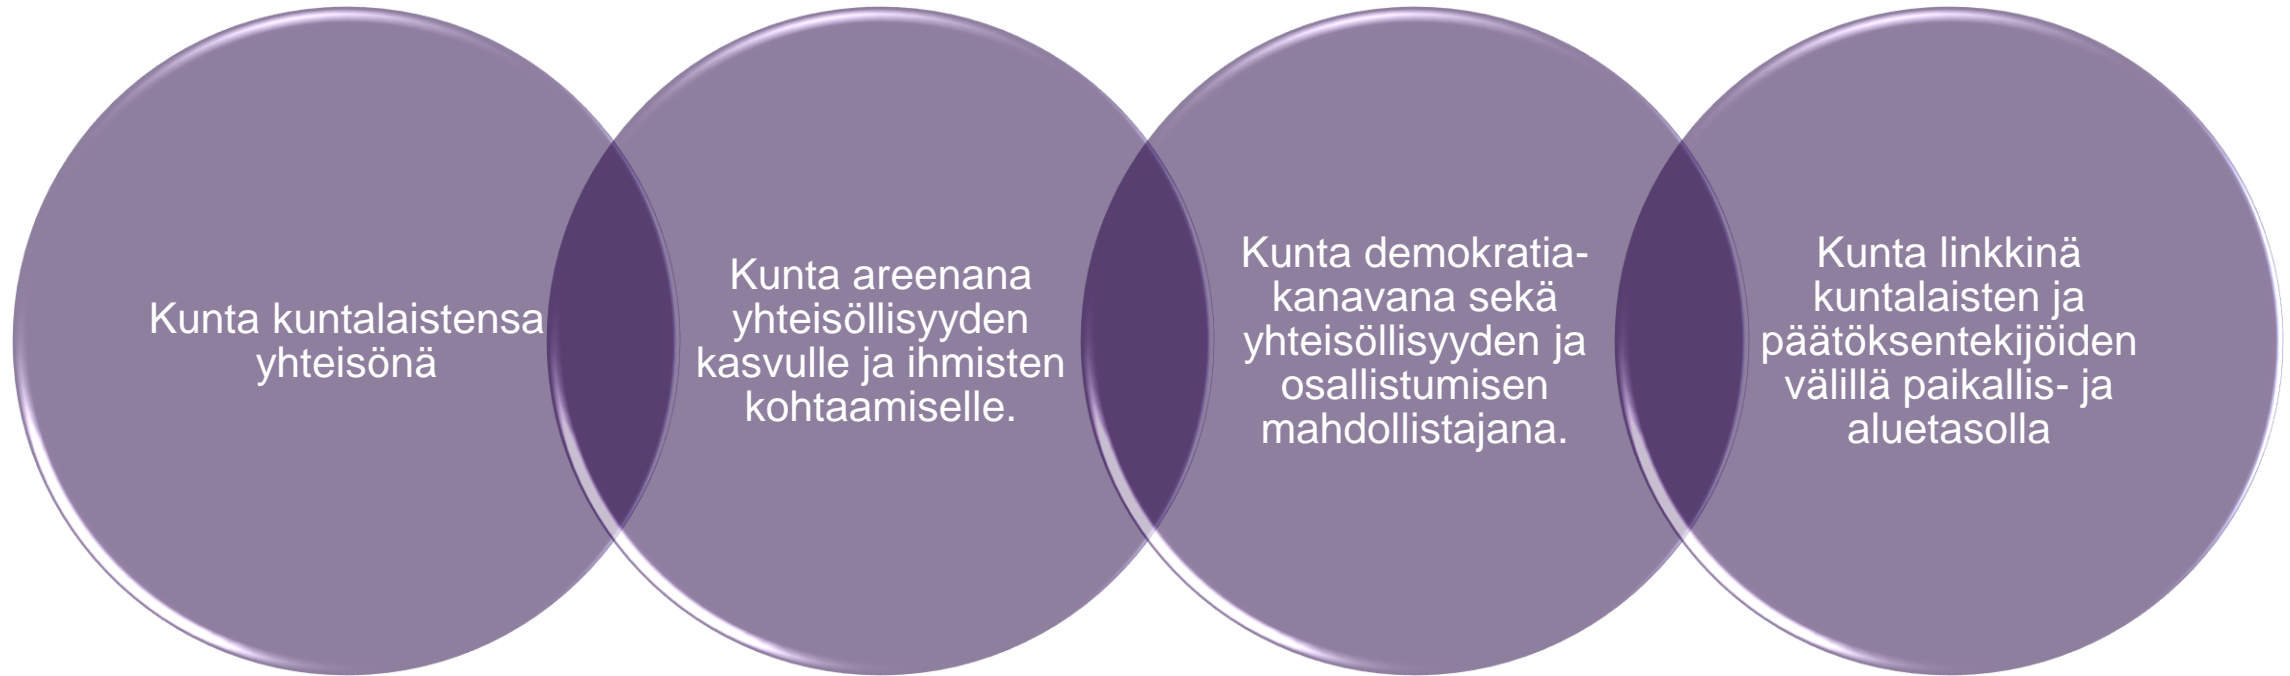 Kunta kuntalaistensa
yhteisönä
Kunta areenana
yhteisöllisyyden
kasvulle ja ihmisten
kohtaamiselle.
Kunta demokratia-
kanavana sekä
yhteisöllisyyden ja
osallistumisen
mahdollistajana.
Kunta linkkinä
kuntalaisten ja
päätöksentekijöiden
välillä paikallis- ja
aluetasolla